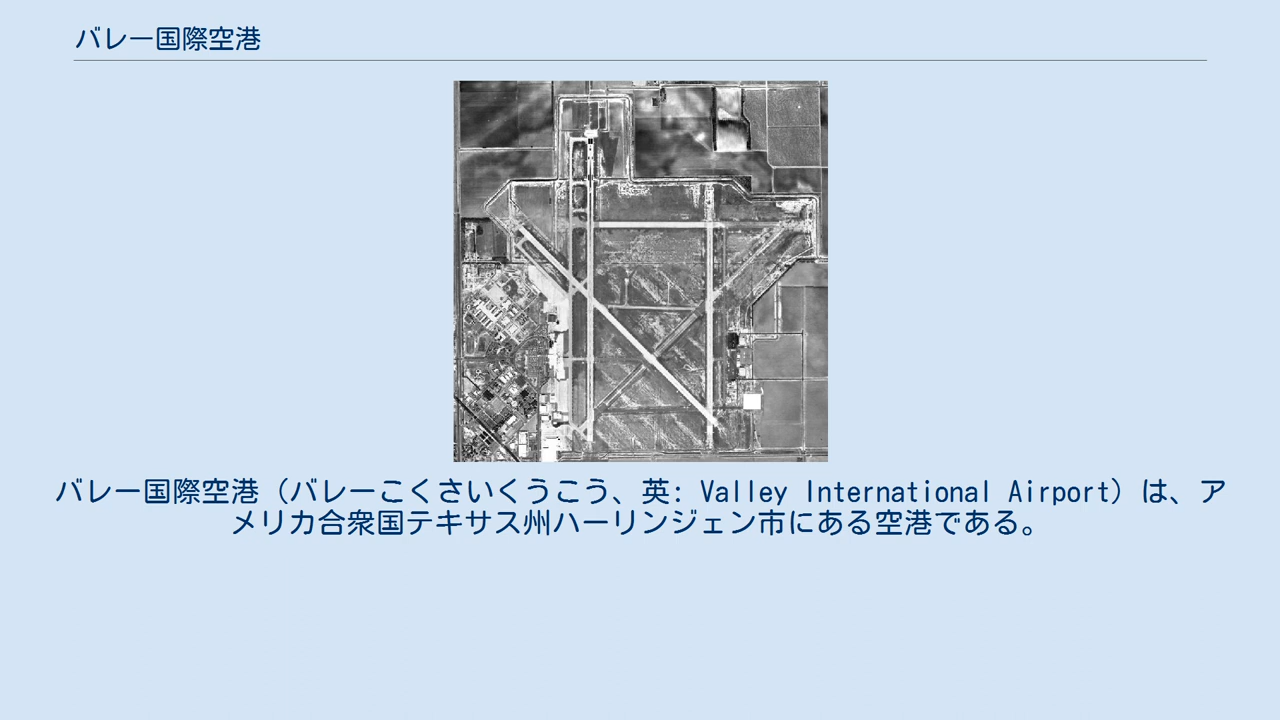 バレー国際空港
バレー国際空港（バレーこくさいくうこう、英: Valley International Airport）は、ア
メリカ合衆国テキサス州ハーリンジェン市にある空港である。